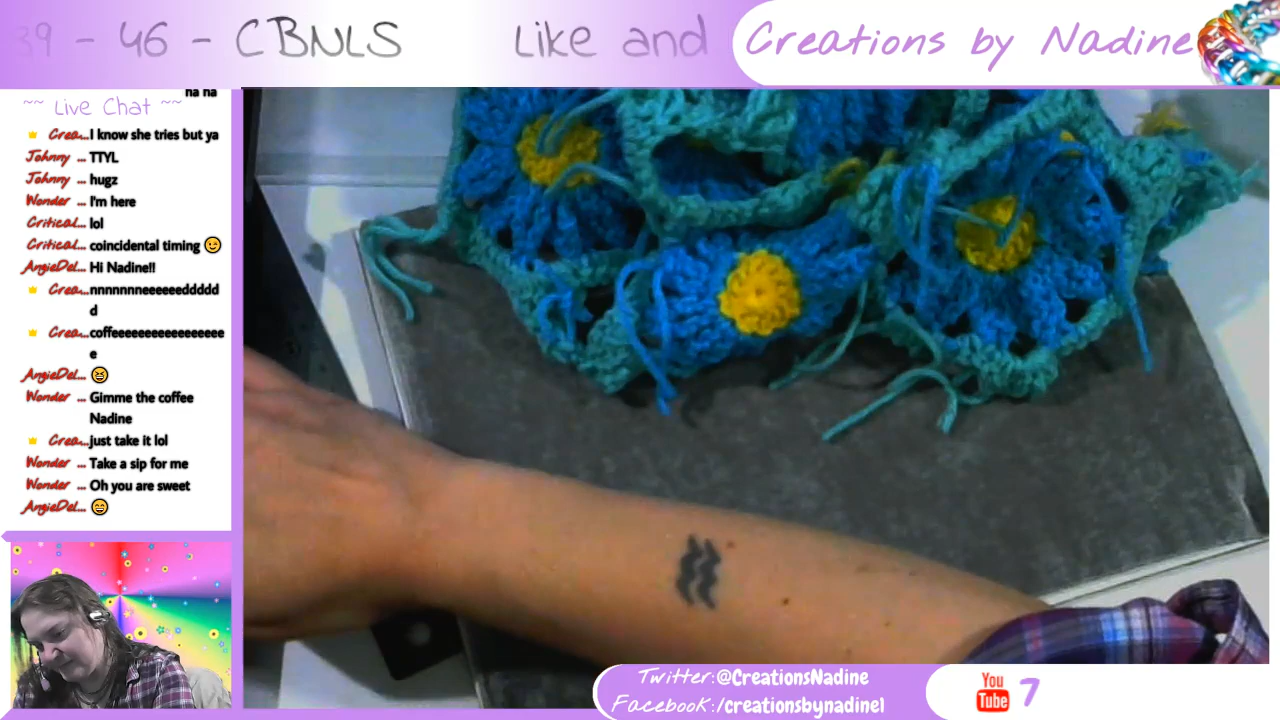 39 - 46 - CBNLS Like and
Creations by Nadine
ha ha
~~ Live Chat ~~
Crea... I know she tries but ya
Johnny ... TTYL
Johnny ... hugz
Wonder ... I'm here
Critical... lol
Critical... coincidental timing 😉
AngieDel... Hi Nadine!!
Crea... nnnnnnneeeeeeddddd
d
Crea... coffeeeeeeeeeeeeeeee
e
AngieDel... 😆
Wonder ... Gimme the coffee
Nadine
Crea... just take it lol
Wonder ... Take a sip for me
Wonder ... Oh you are sweet
AngieDel... 😄
Twitter:@CreationsNadine
Facebook:/creationsbynadine1
You
Tube 7